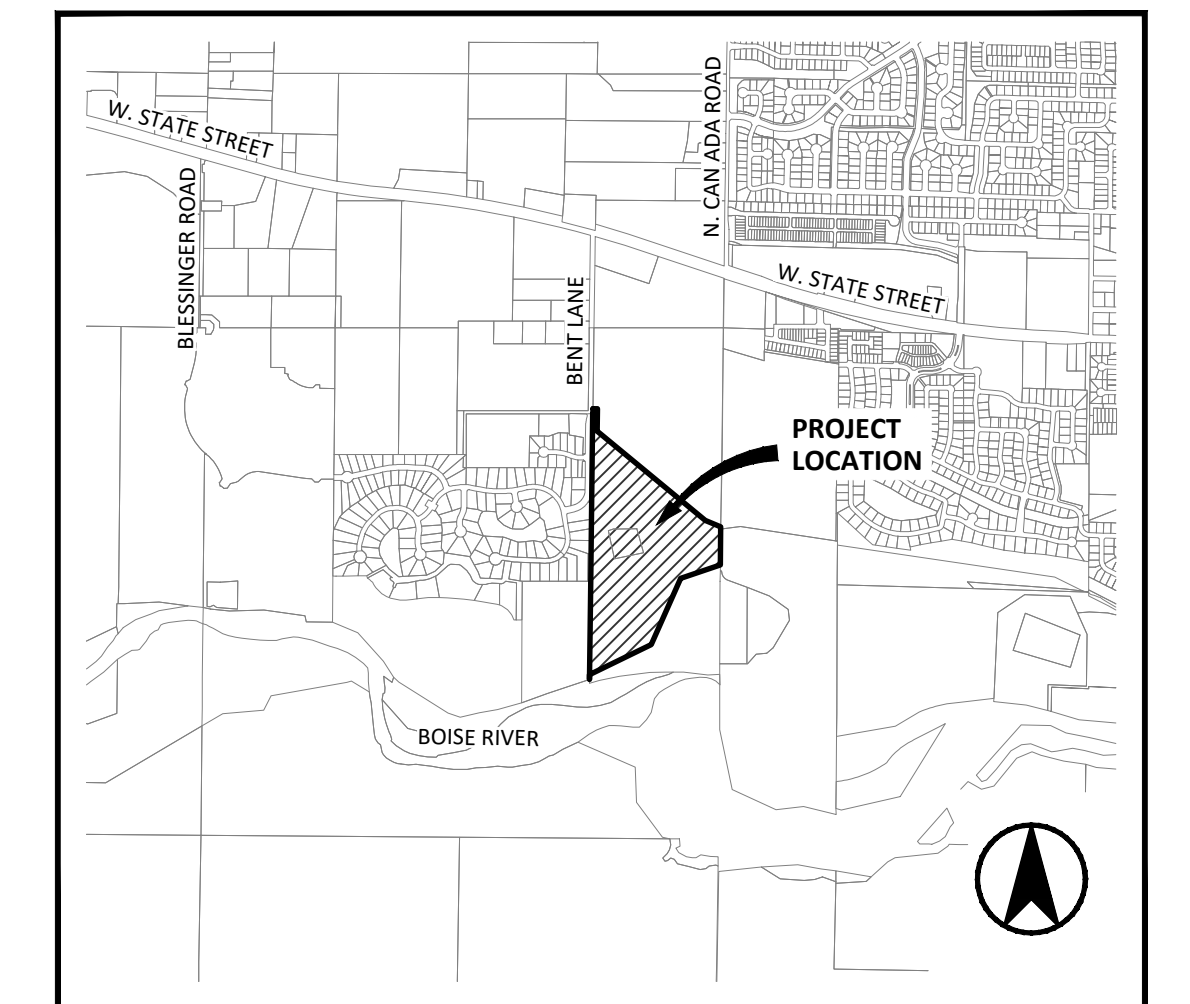 W. STATE STREET
N. CAN ADA ROAD
BLESSINGER ROAD
W. STATE STREET
BENT LANE
PROJECT
LOCATION
BOISE RIVER